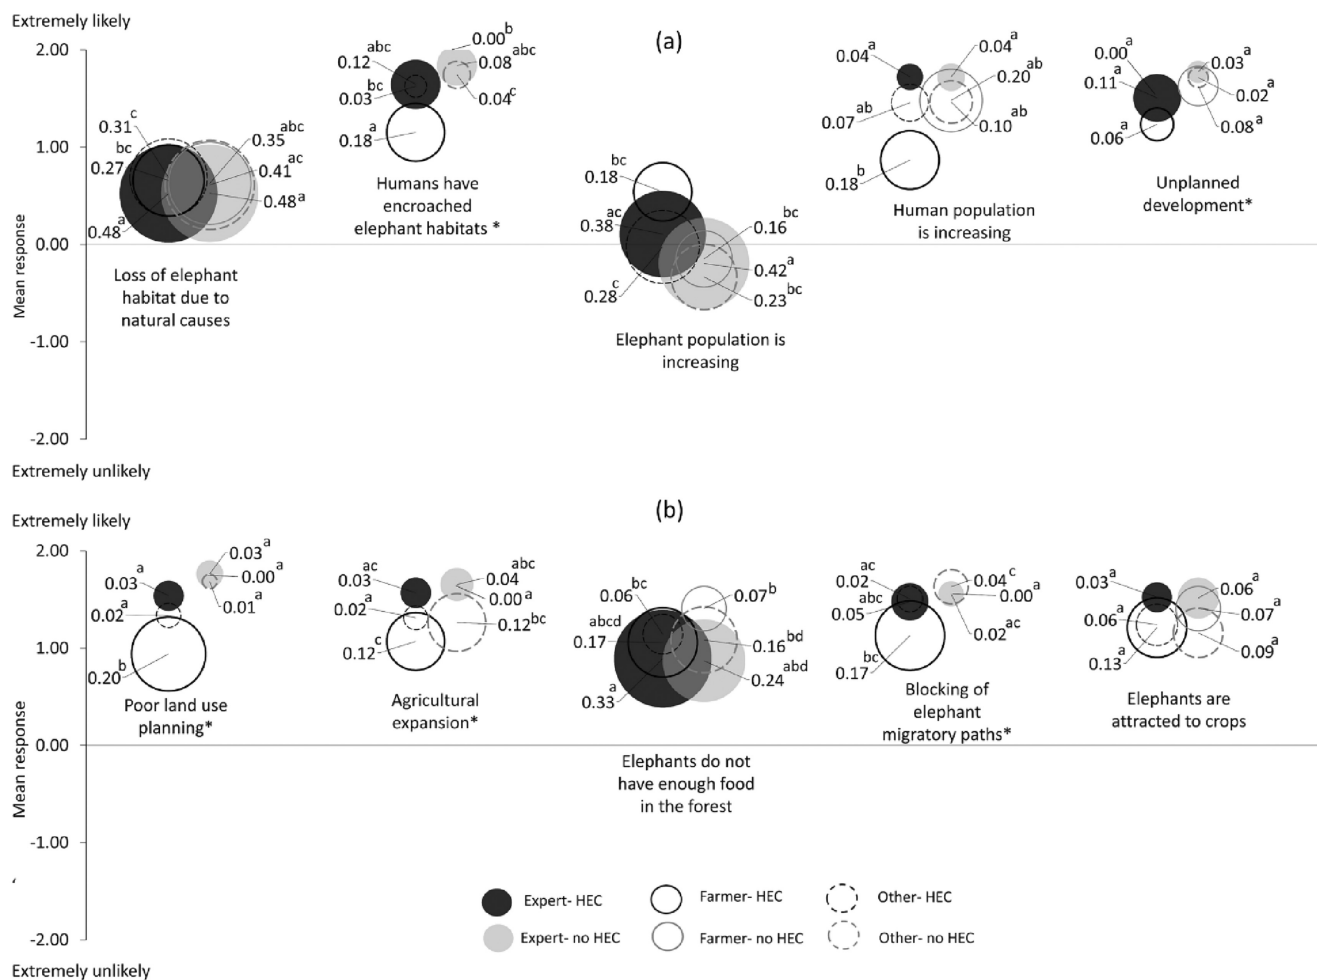 Extremely likely
(a)
2.00
1.00
0.00
-1.00
-2.00
Mean response
Extremely unlikely
0.31c
0.27bc
0.48a
0.35abc
0.41ac
0.48a
Loss of elephant
habitat due to
natural causes
0.12abc
0.03bc
0.18a
0.00b
0.08abc
0.04c
Humans have
encroached
elephant habitats *
0.18bc
0.38ac
0.28c
0.16bc
0.42a
0.23bc
Elephant population is
increasing
0.04a
0.07ab
0.18b
0.04a
0.20ab
0.10ab
Human population
is increasing
0.00a
0.11a
0.06a
0.03a
0.02a
0.08a
Unplanned
development*
(b)
Extremely likely
2.00
1.00
0.00
-1.00
-2.00
Mean response
Extremely unlikely
0.03a
0.02a
0.20b
0.03a
0.00a
0.01a
Poor land use
planning*
0.03ac
0.02a
0.12c
0.04abc
0.00a
0.12bc
Agricultural
expansion*
0.06bc
0.17abcd
0.33a
0.07b
0.16bd
0.24abd
Elephants do not
have enough food
in the forest
0.02ac
0.05abc
0.17bc
0.04c
0.00a
0.02ac
Blocking of
elephant
migratory paths*
0.03a
0.06a
0.13a
0.06a
0.07a
0.09a
Elephants are
attracted to crops
Expert- HEC
Farmer- HEC
Other- HEC
Expert- no HEC
Farmer- no HEC
Other- no HEC